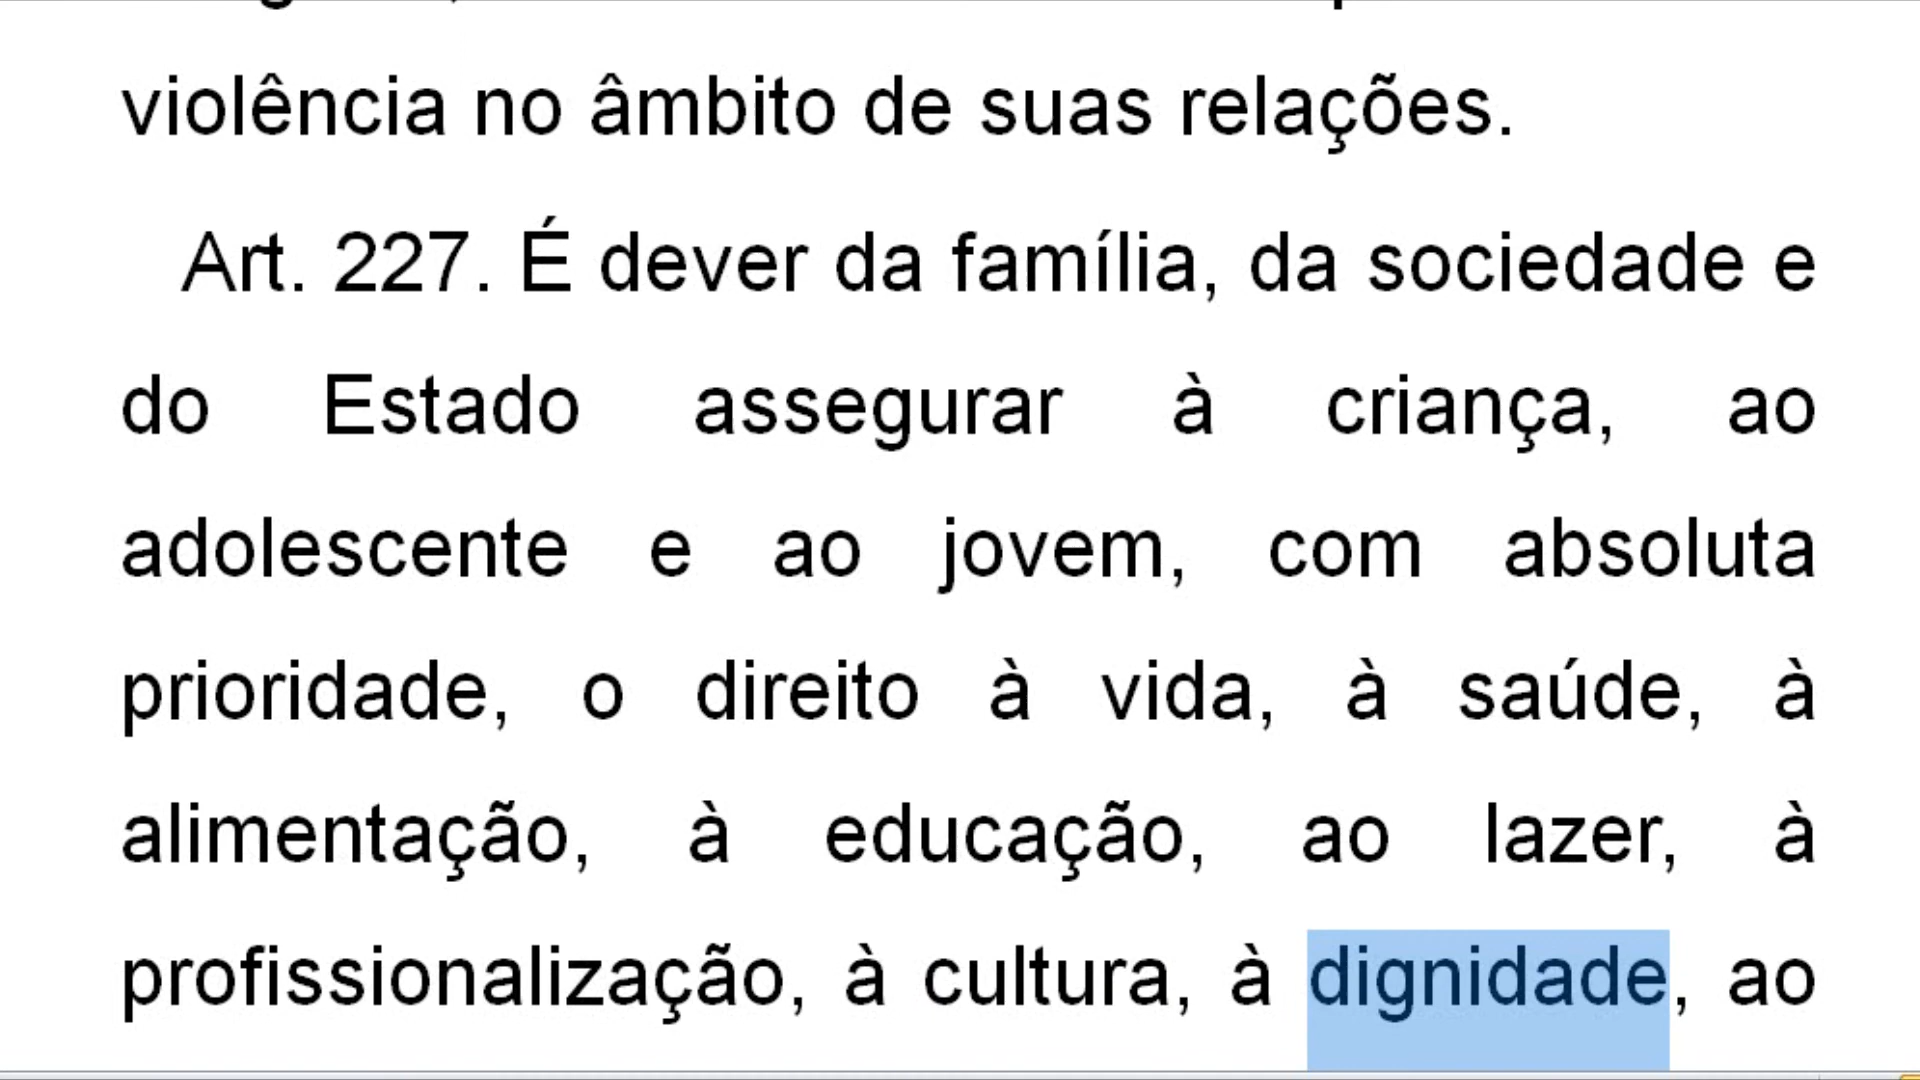 violência no âmbito de suas relações.
Art. 227. É dever da família, da sociedade e
do Estado assegurar à criança, ao
adolescente e ao jovem, com absoluta
prioridade, o direito à vida, à saúde, à
alimentação, à educação, ao lazer, à
profissionalização, à cultura, à dignidade, ao